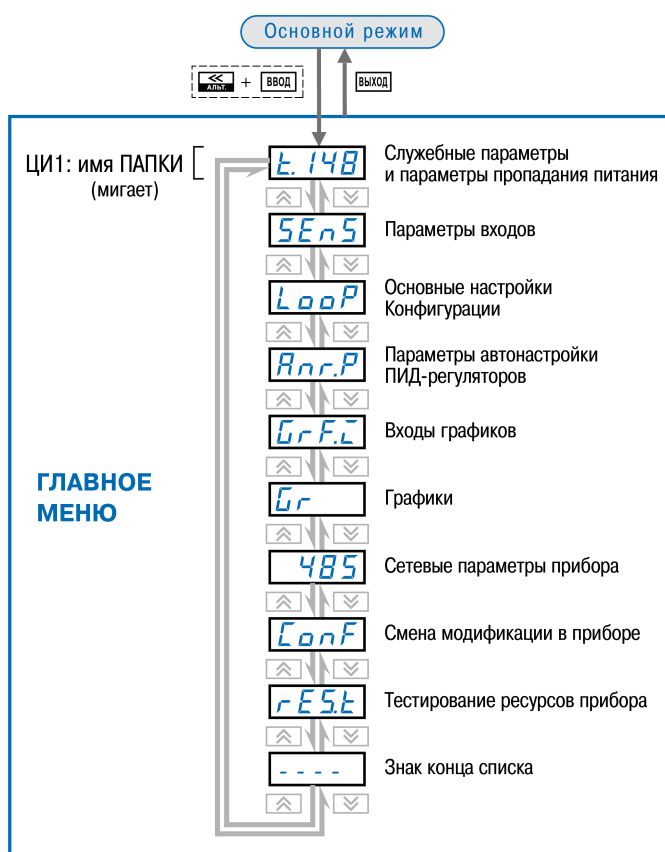 Основной режим
<< АЛЬТ. + ВВОД
ВЫХОД
ЦИ1: имя ПАПКИ
(мигает)
t.148
Служебные параметры
и параметры пропадания питания
SEnS
Параметры входов
LooP
Основные настройки
Конфигурации
Anr.P
Параметры автонастройки
ПИД-регуляторов
GrF.i
Входы графиков
ГЛАВНОЕ
МЕНЮ
Gr
Графики
485
Сетевые параметры прибора
ConF
Смена модификации в приборе
rES.t
Тестирование ресурсов прибора
- - - -
Знак конца списка